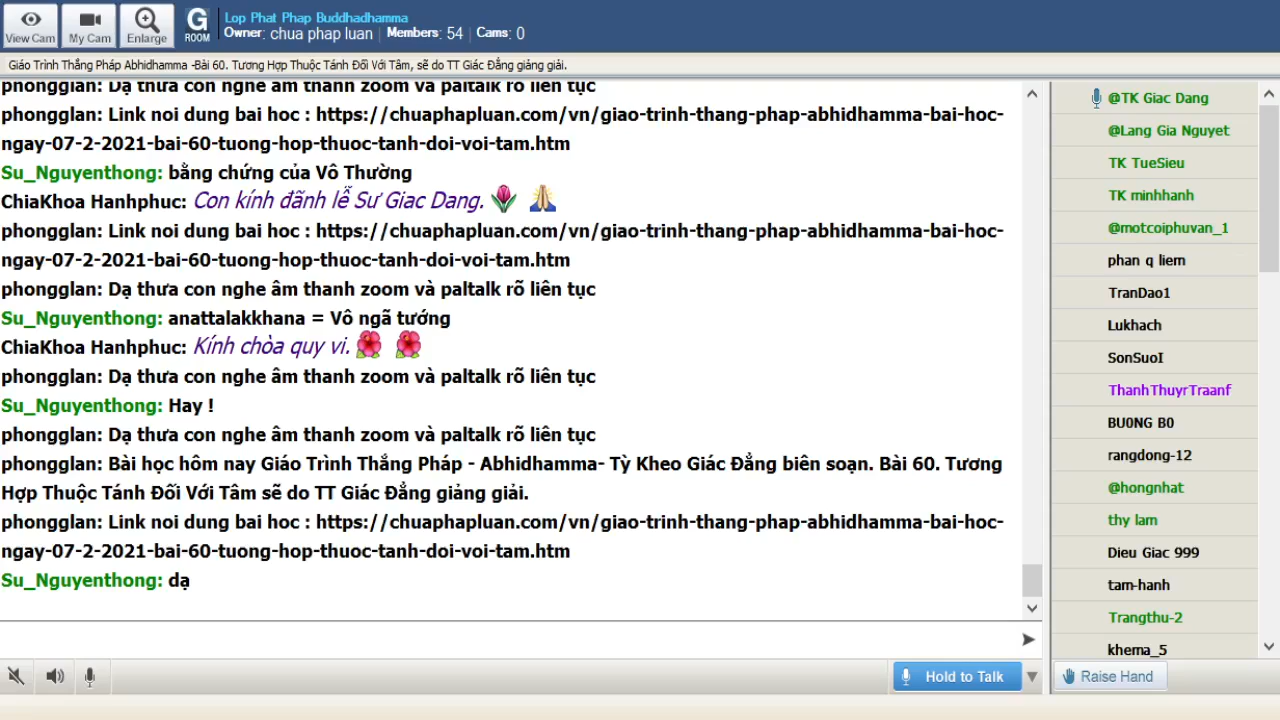 View Cam
My Cam
Enlarge
G
ROOM
Lop Phat Phap Buddhadhamma
Owner: chua phap luan | Members: 54 | Cams: 0
Giáo Trình Thắng Pháp Abhidhamma -Bài 60. Tương Hợp Thuộc Tánh Đối Với Tâm, sẽ do TT Giác Đẳng giảng giải.
phongglan: Dạ thưa con nghe âm thanh zoom và paltalk rõ liên tục
phongglan: Link noi dung bai hoc : https://chuaphapluan.com/vn/giao-trinh-thang-phap-abhidhamma-bai-hoc-
ngay-07-2-2021-bai-60-tuong-hop-thuoc-tanh-doi-voi-tam.htm
Su_Nguyenthong: bằng chứng của Vô Thường
ChiaKhoa Hanhphuc: Con kính đãnh lễ Sư Giac Dang.
phongglan: Link noi dung bai hoc : https://chuaphapluan.com/vn/giao-trinh-thang-phap-abhidhamma-bai-hoc-
ngay-07-2-2021-bai-60-tuong-hop-thuoc-tanh-doi-voi-tam.htm
phongglan: Dạ thưa con nghe âm thanh zoom và paltalk rõ liên tục
Su_Nguyenthong: anattalakkhana = Vô ngã tướng
ChiaKhoa Hanhphuc: Kính chòa quy vi.
phongglan: Dạ thưa con nghe âm thanh zoom và paltalk rõ liên tục
Su_Nguyenthong: Hay !
phongglan: Dạ thưa con nghe âm thanh zoom và paltalk rõ liên tục
phongglan: Bài học hôm nay Giáo Trình Thắng Pháp - Abhidhamma- Tỳ Kheo Giác Đẳng biên soạn. Bài 60. Tương
Hợp Thuộc Tánh Đối Với Tâm sẽ do TT Giác Đẳng giảng giải.
phongglan: Link noi dung bai hoc : https://chuaphapluan.com/vn/giao-trinh-thang-phap-abhidhamma-bai-hoc-
ngay-07-2-2021-bai-60-tuong-hop-thuoc-tanh-doi-voi-tam.htm
Su_Nguyenthong: dạ
@TK Giac Dang
@Lang Gia Nguyet
TK TueSieu
TK minhhanh
@motcoiphuvan_1
phan q liem
TranDao1
Lukhach
SonSuoI
ThanhThuyrTraanf
BU0NG B0
rangdong-12
@hongnhat
thy lam
Dieu Giac 999
tam-hanh
Trangthu-2
khema_5
Hold to Talk
Raise Hand